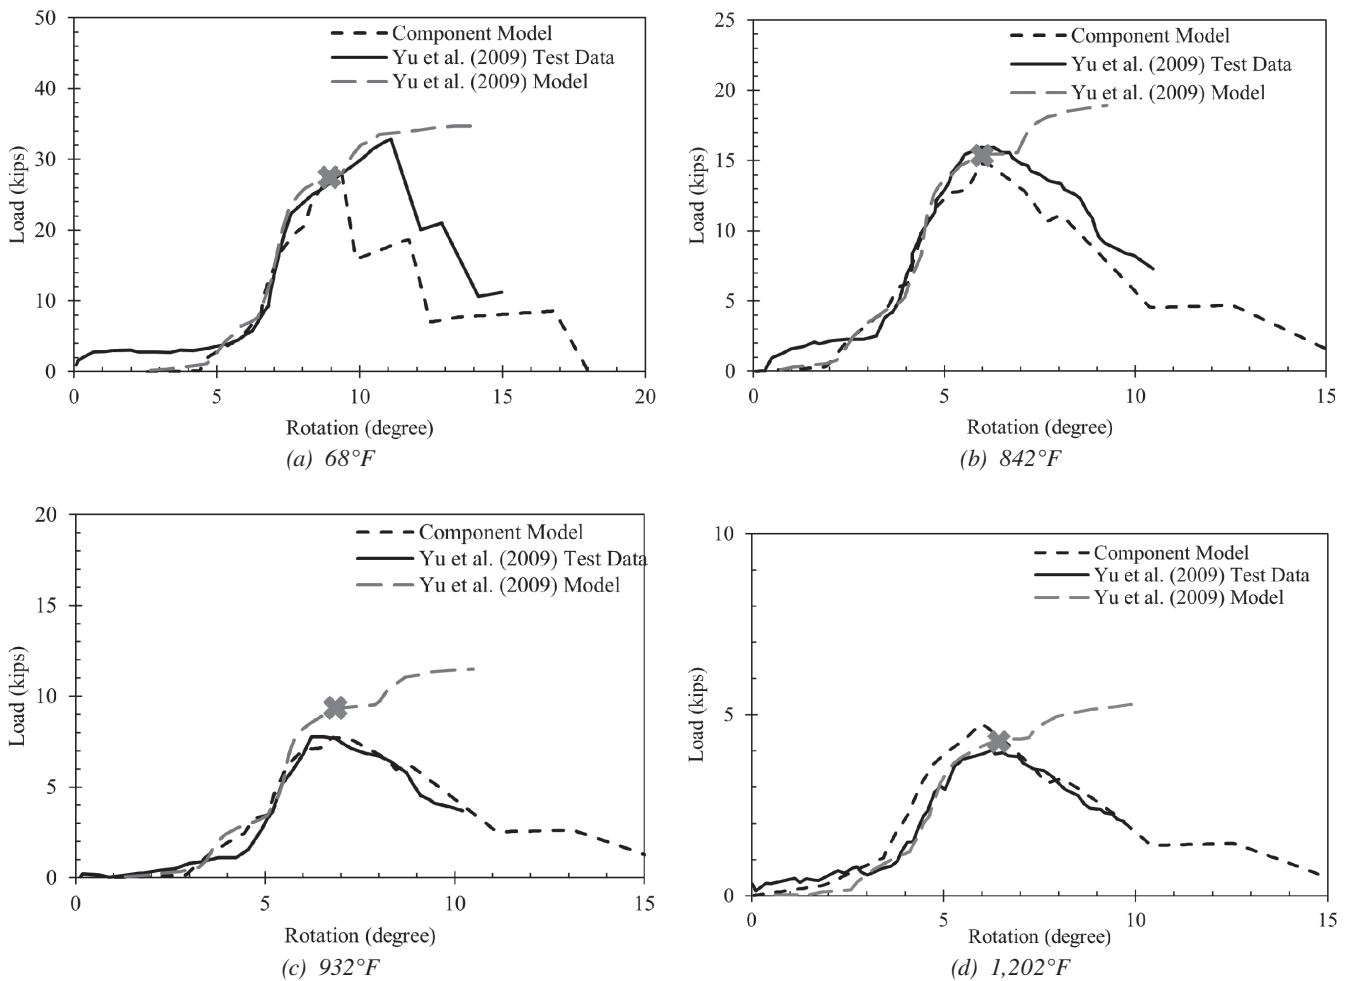 50
40
30
20
10
0
Load (kips)
Component Model
Yu et al. (2009) Test Data
Yu et al. (2009) Model
0 5 10 15 20
Rotation (degree)
(a) 68°F
25
20
15
10
5
0
Load (kips)
Component Model
Yu et al. (2009) Test Data
Yu et al. (2009) Model
0 5 10 15
Rotation (degree)
(b) 842°F
20
15
10
5
0
Load (kips)
Component Model
Yu et al. (2009) Test Data
Yu et al. (2009) Model
0 5 10 15
Rotation (degree)
(c) 932°F
10
5
0
Load (kips)
Component Model
Yu et al. (2009) Test Data
Yu et al. (2009) Model
0 5 10 15
Rotation (degree)
(d) 1,202°F